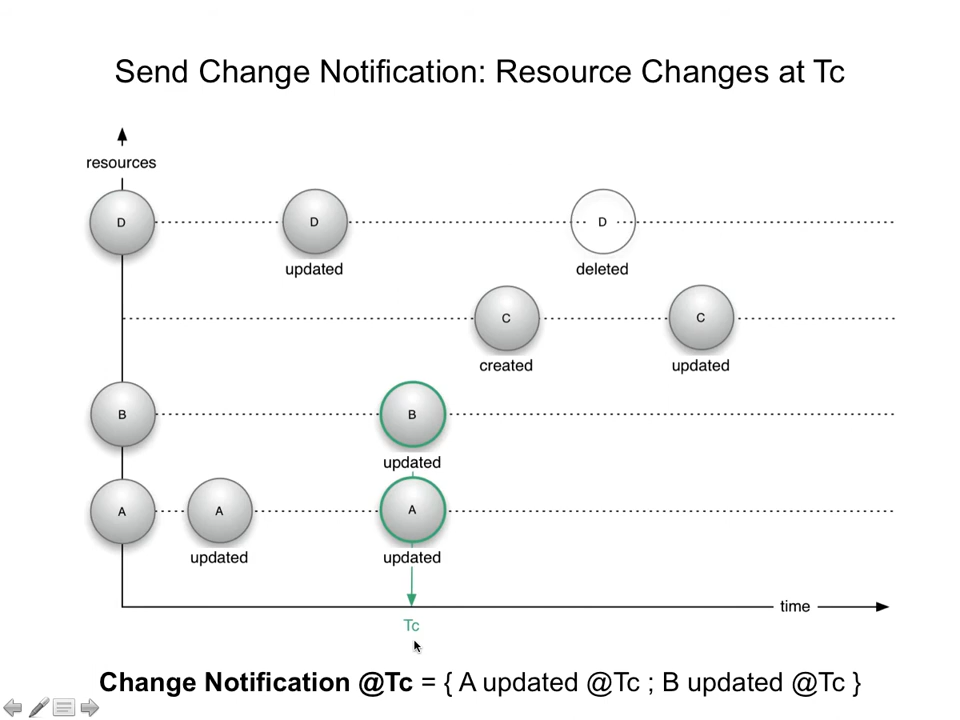 Send Change Notification: Resource Changes at Tc
resources
D D D
updated deleted
C C
created updated
B B
updated
A A A
updated updated
time
Tc
Change Notification @Tc = { A updated @Tc ; B updated @Tc }